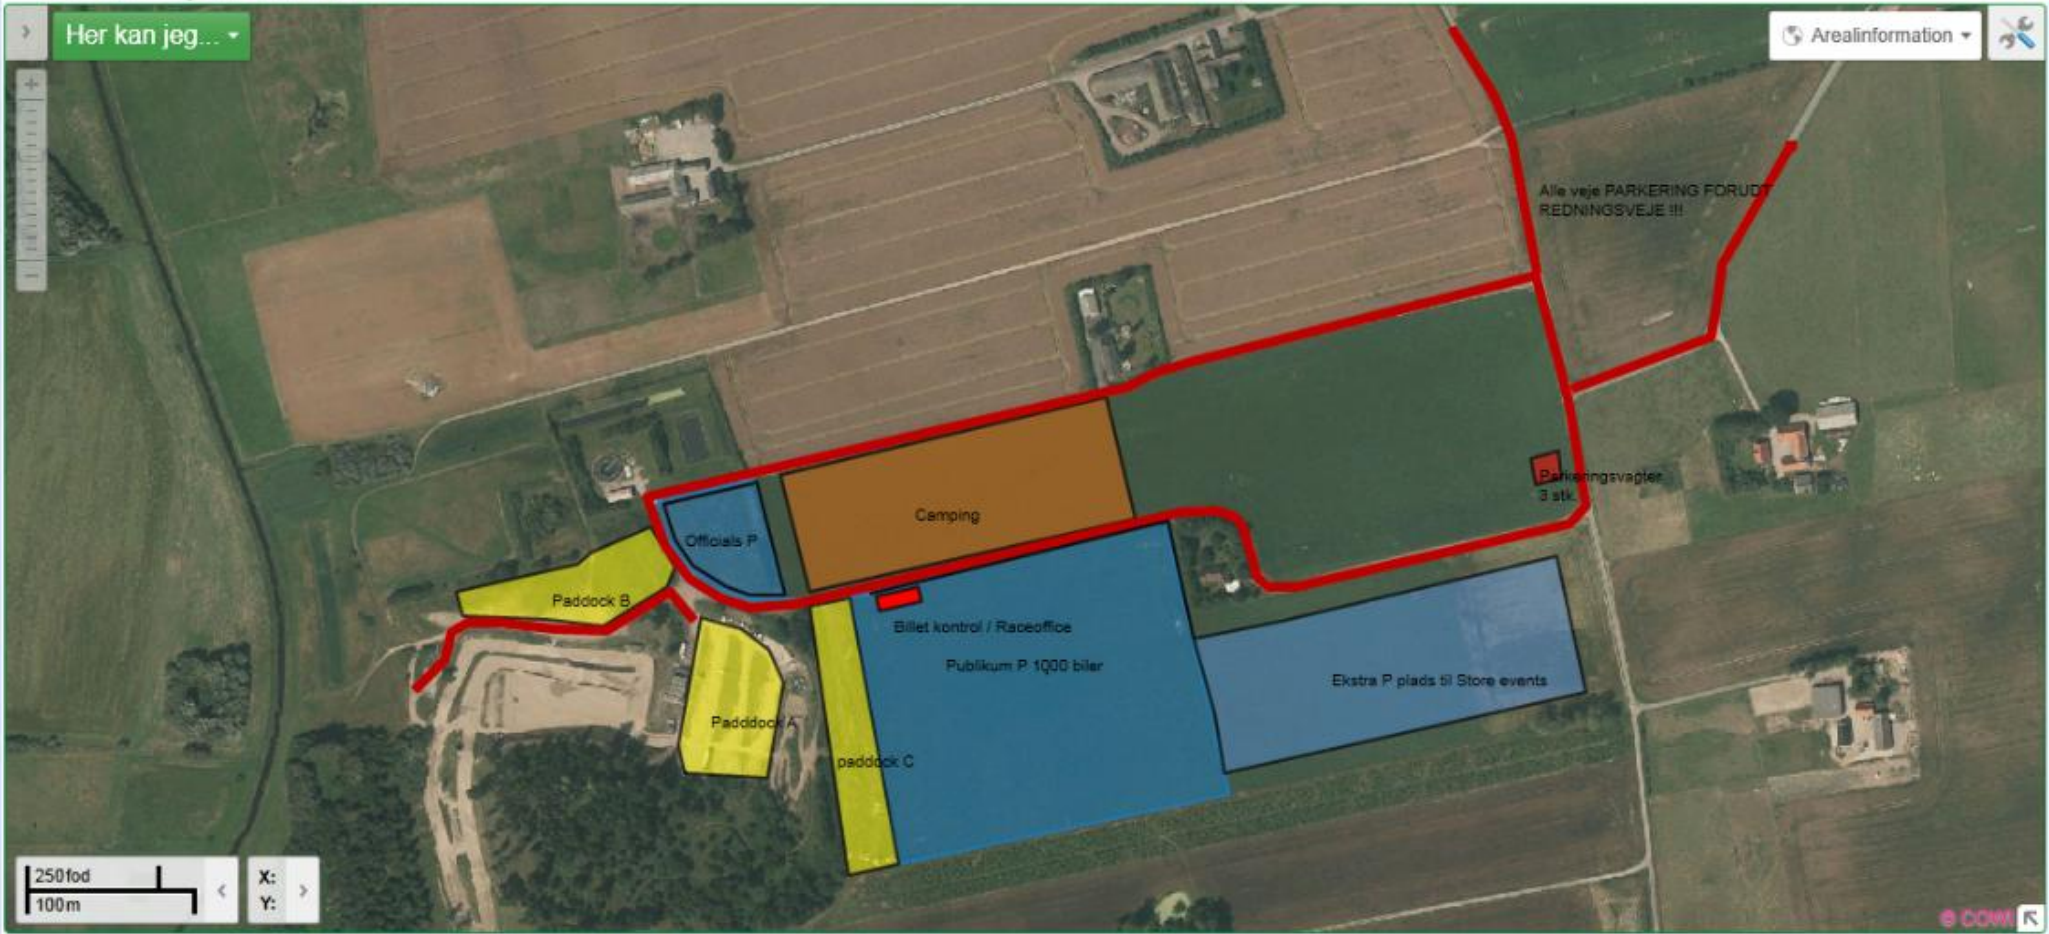 Her kan jeg...
Arealinformation
Alle veje PARKERING FORUDT
REDNINGSVEJE !!!
Parkeringsvagter
3 stk.
Camping
Officials P
Paddock B
Billet kontrol / Raceoffice
Publikum P 1000 biler
Ekstra P plads til Store events
Padddock A
paddock C
250fod
100m
X:
Y:
© COWI